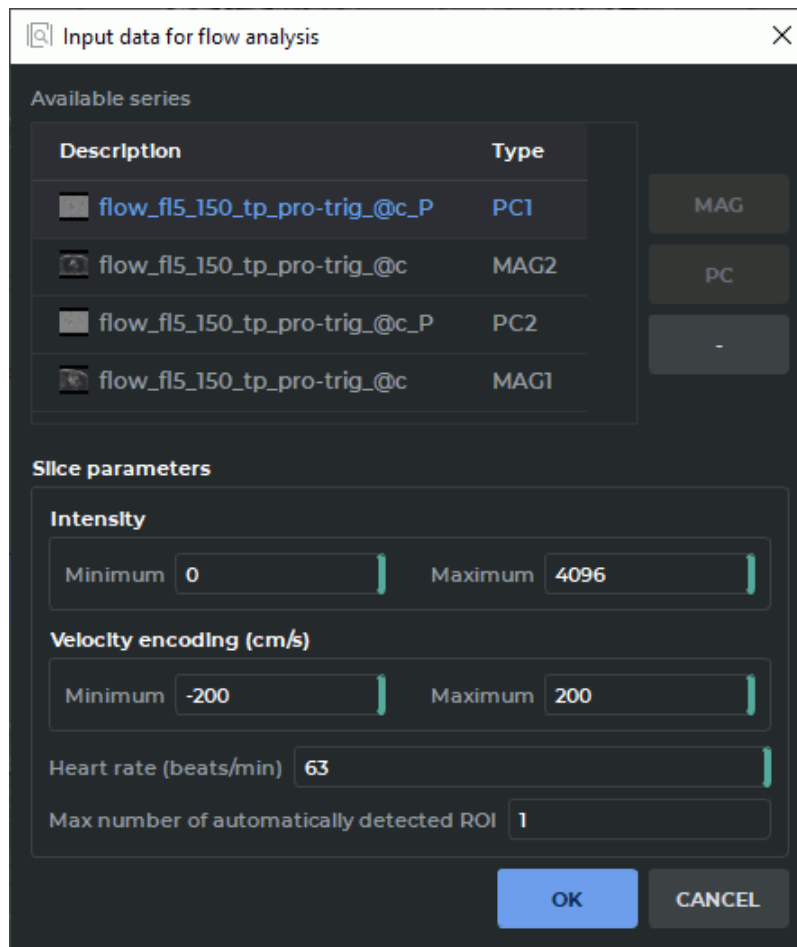 Input data for flow analysis
Available series
Description Type
flow_fl5_150_tp_pro-trig_@c_P PC1
flow_fl5_150_tp_pro-trig_@c MAG2
flow_fl5_150_tp_pro-trig_@c_P PC2
flow_fl5_150_tp_pro-trig_@c MAG1
MAG
PC
-
Slice parameters
Intensity
Minimum 0 Maximum 4096
Velocity encoding (cm/s)
Minimum -200 Maximum 200
Heart rate (beats/min) 63
Max number of automatically detected ROI 1
OK CANCEL